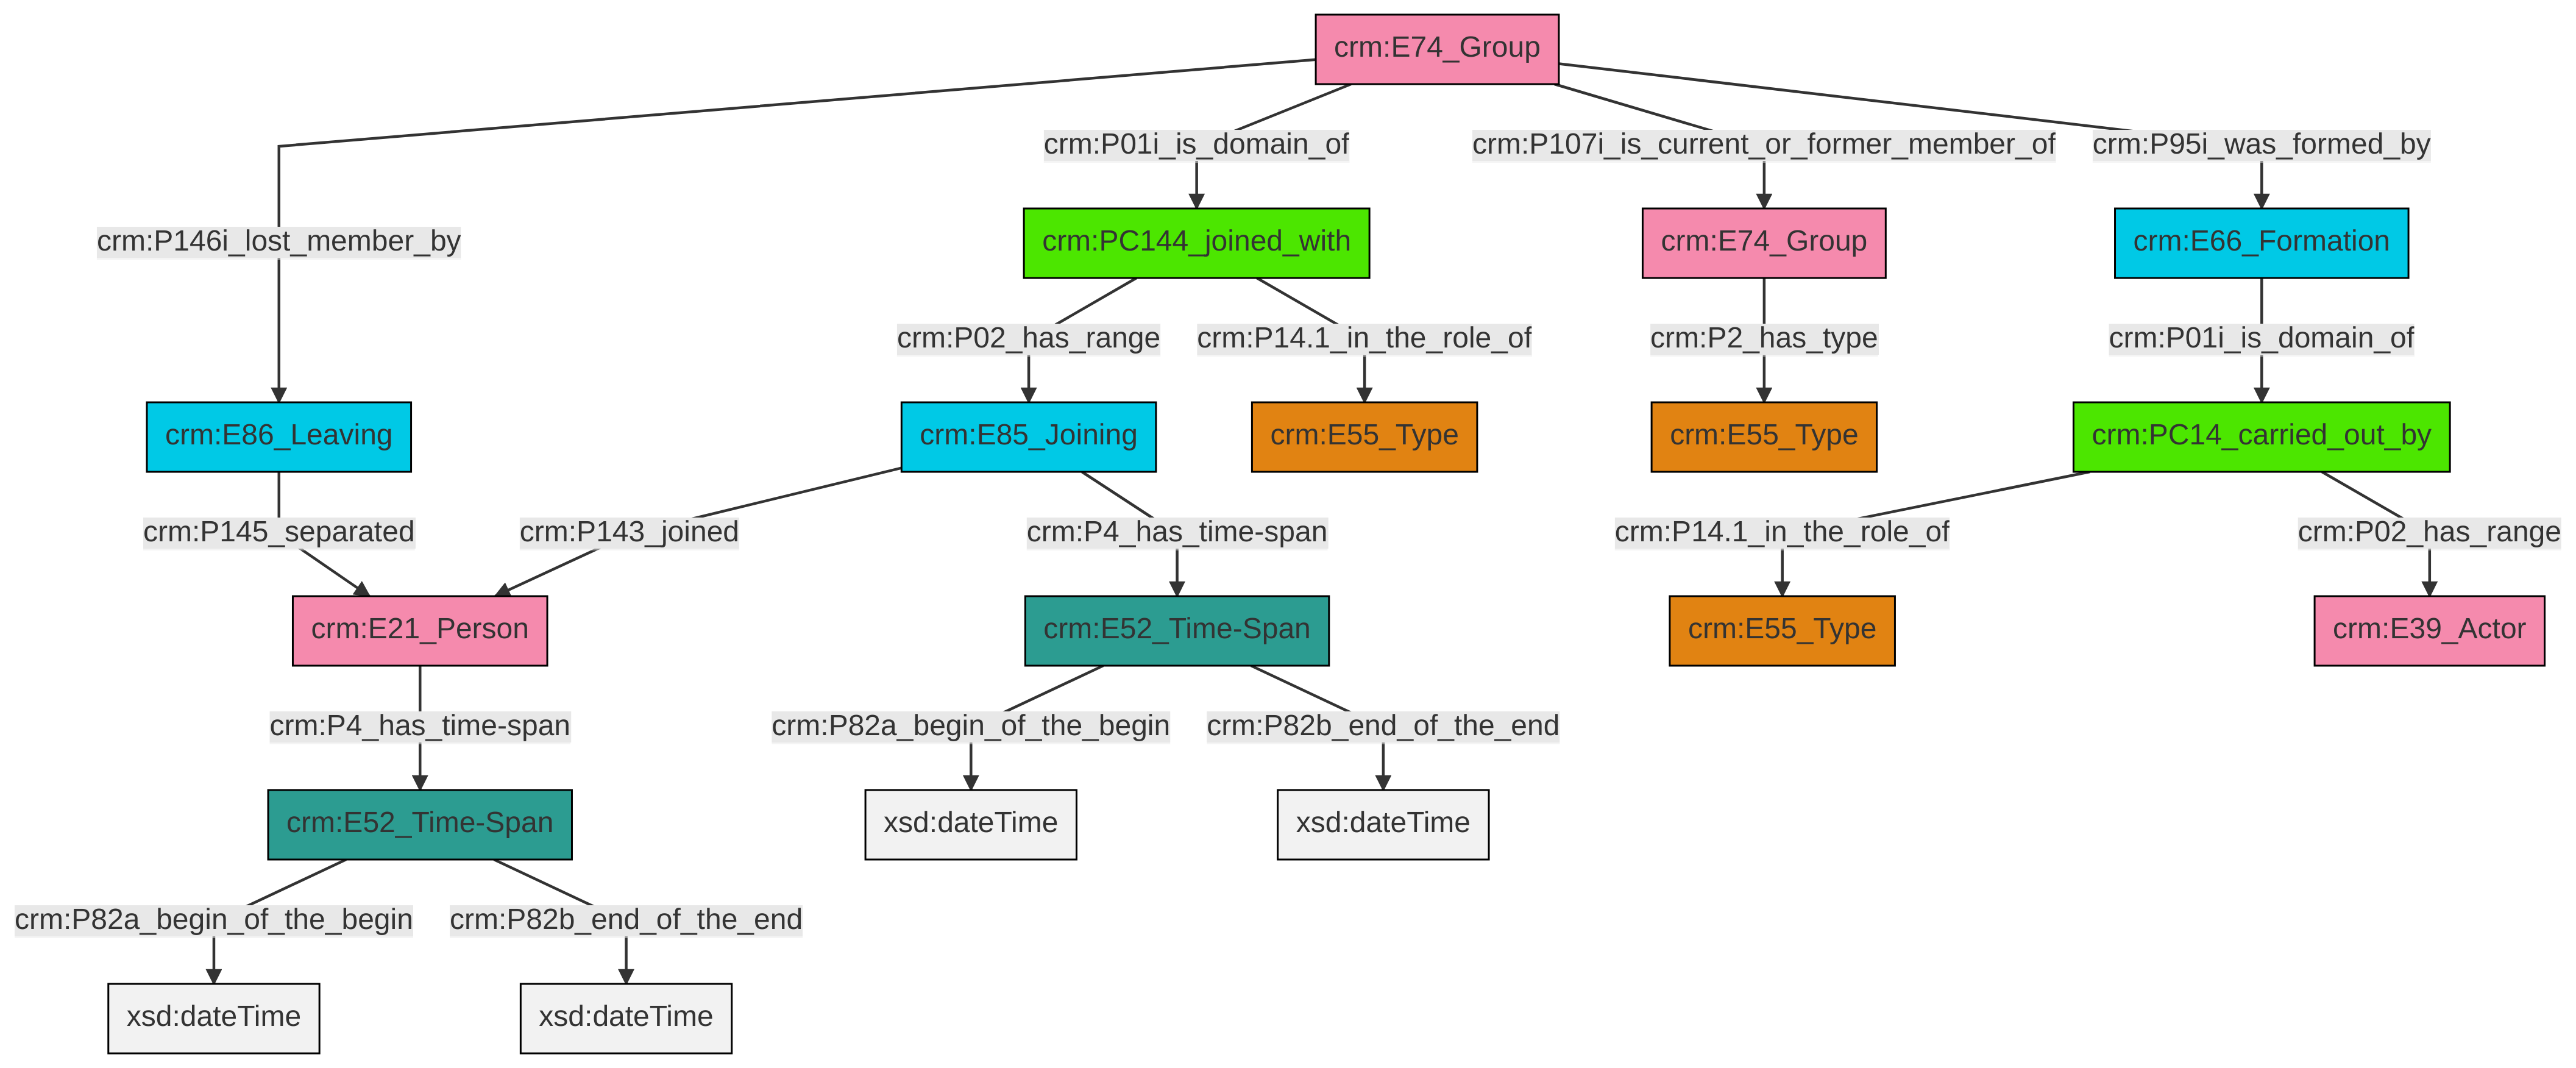 crm:E74_Group
crm:P01i_is_domain_of
crm:P107i_is_current_or_former_member_of
crm:P95i_was_formed_by
crm:P146i_lost_member_by
crm:PC144_joined_with
crm:E74_Group
crm:E66_Formation
crm:P02_has_range
crm:P14.1_in_the_role_of
crm:P2_has_type
crm:P01i_is_domain_of
crm:E86_Leaving
crm:E85_Joining
crm:E55_Type
crm:E55_Type
crm:PC14_carried_out_by
crm:P145_separated
crm:P143_joined
crm:P4_has_time-span
crm:P14.1_in_the_role_of
crm:P02_has_range
crm:E21_Person
crm:E52_Time-Span
crm:E55_Type
crm:E39_Actor
crm:P4_has_time-span
crm:P82a_begin_of_the_begin
crm:P82b_end_of_the_end
crm:E52_Time-Span
xsd:dateTime
xsd:dateTime
crm:P82a_begin_of_the_begin
crm:P82b_end_of_the_end
xsd:dateTime
xsd:dateTime